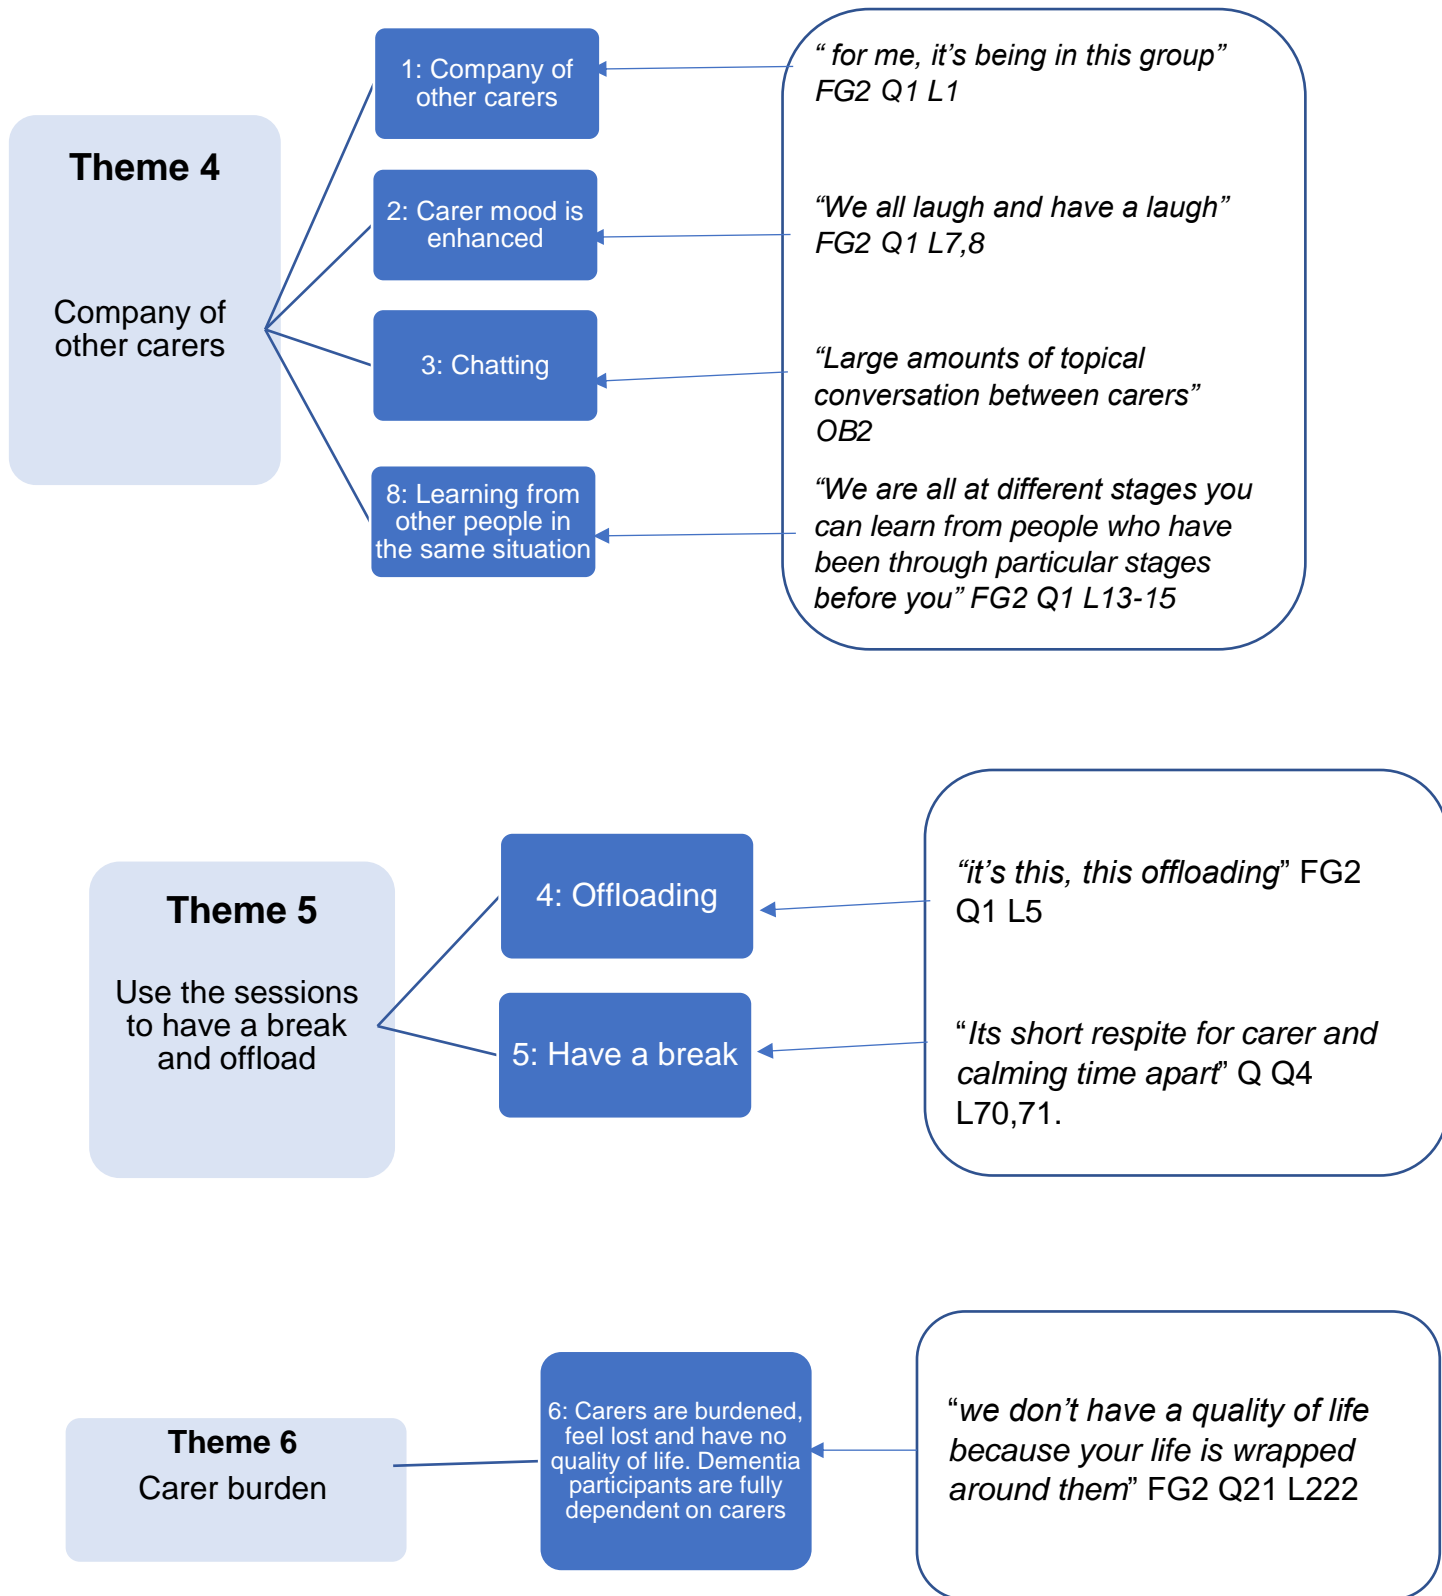 Theme 4
Company of
other carers
1: Company of
other carers
“ for me, it’s being in this group”
FG2 Q1 L1
2: Carer mood is
enhanced
“We all laugh and have a laugh”
FG2 Q1 L7,8
3: Chatting
“Large amounts of topical
conversation between carers”
OB2
8: Learning from
other people in
the same situation
“We are all at different stages you
can learn from people who have
been through particular stages
before you” FG2 Q1 L13-15
Theme 5
Use the sessions
to have a break
and offload
4: Offloading
“it’s this, this offloading” FG2
Q1 L5
5: Have a break
“Its short respite for carer and
calming time apart” Q Q4
L70,71.
Theme 6
Carer burden
6: Carers are burdened,
feel lost and have no
quality of life. Dementia
participants are fully
dependent on carers
“we don’t have a quality of life
because your life is wrapped
around them” FG2 Q21 L222